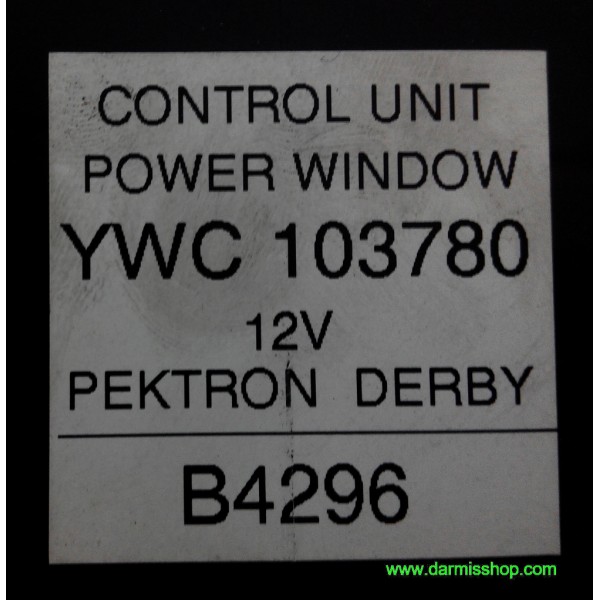 CONTROL UNIT
POWER WINDOW
YWC 103780
12V
PEKTRON DERBY
B4296
www.darmisshop.com